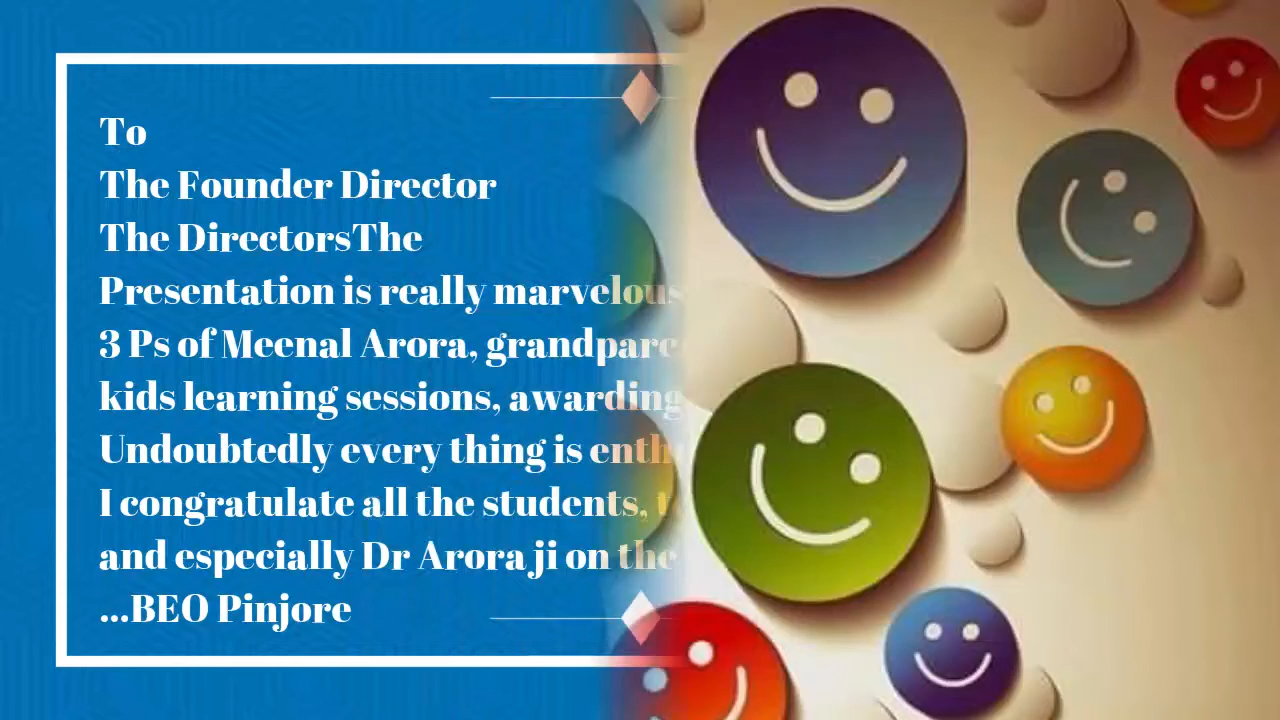 To
The Founder Director
The DirectorsThe
Presentation is really marvelous
3 Ps of Meenal Arora,
kids learning sessions, awarding
Undoubtedly every thing is
I congratulate all the students,
and especially Dr Arora ji on the
...BEO Pinjore